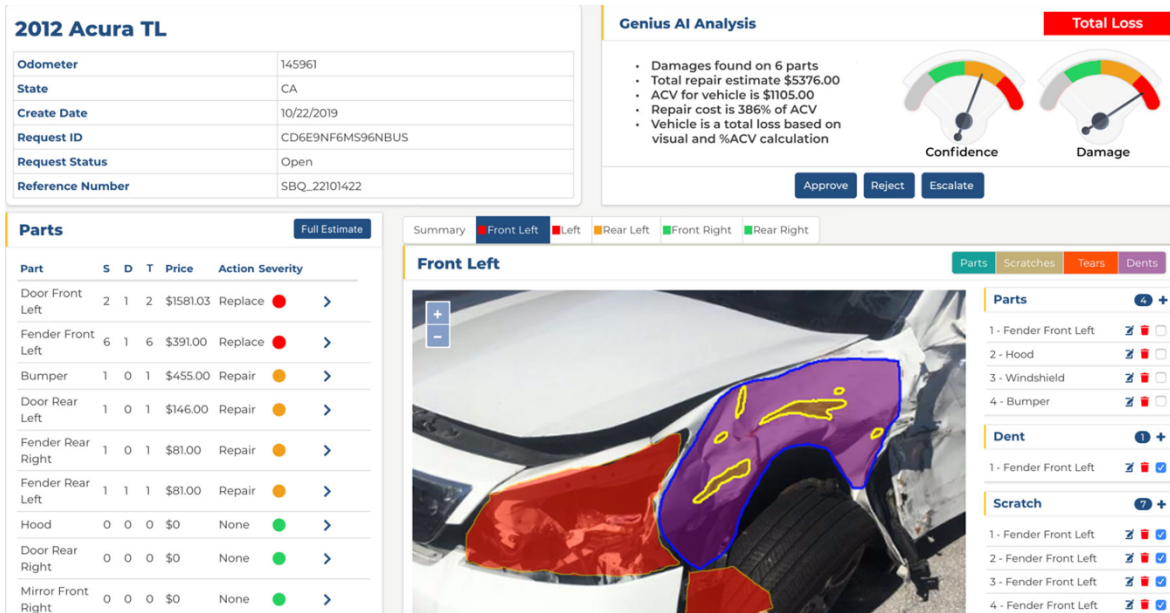 2012 Acura TL
Odometer 145961
State CA
Create Date 10/22/2019
Request ID CD6E9NF6MS96NBUS
Request Status Open
Reference Number SBQ_22101422
Genius AI Analysis
Total Loss
• Damages found on 6 parts
• Total repair estimate $5376.00
• ACV for vehicle is $1105.00
• Repair cost is 386% of ACV
• Vehicle is a total loss based on
visual and %ACV calculation
Confidence
Damage
Approve Reject Escalate
Parts
Full Estimate
Part S D T Price Action Severity
Door Front
Left 2 1 2 $1581.03 Replace
Fender Front
Left 6 1 6 $391.00 Replace
Bumper 1 0 1 $455.00 Repair
Door Rear
Left 1 0 1 $146.00 Repair
Fender Rear
Right 1 0 1 $81.00 Repair
Fender Rear
Left 1 1 1 $81.00 Repair
Hood 0 0 0 $0 None
Door Rear
Right 0 0 0 $0 None
Mirror Front
Right 0 0 0 $0 None
Summary Front Left Left Rear Left Front Right Rear Right
Front Left
Parts Scratches Tears Dents
+
−
Parts 4 +
1 - Fender Front Left
2 - Hood
3 - Windshield
4 - Bumper
Dent 1 +
1 - Fender Front Left
Scratch 7 +
1 - Fender Front Left
2 - Fender Front Left
3 - Fender Front Left
4 - Fender Front Left